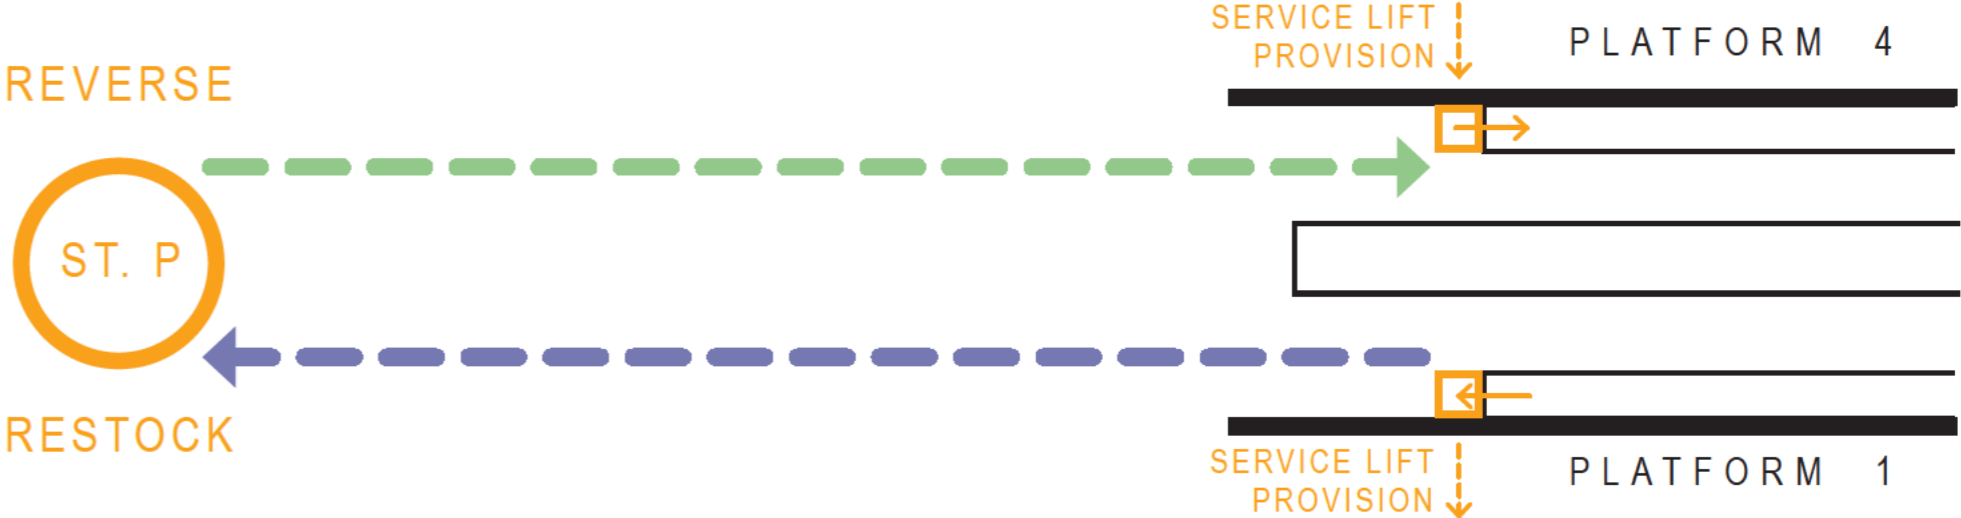 SERVICE LIFT
PROVISION
PLATFORM 4
REVERSE
ST. P
RESTOCK
SERVICE LIFT
PROVISION
PLATFORM 1